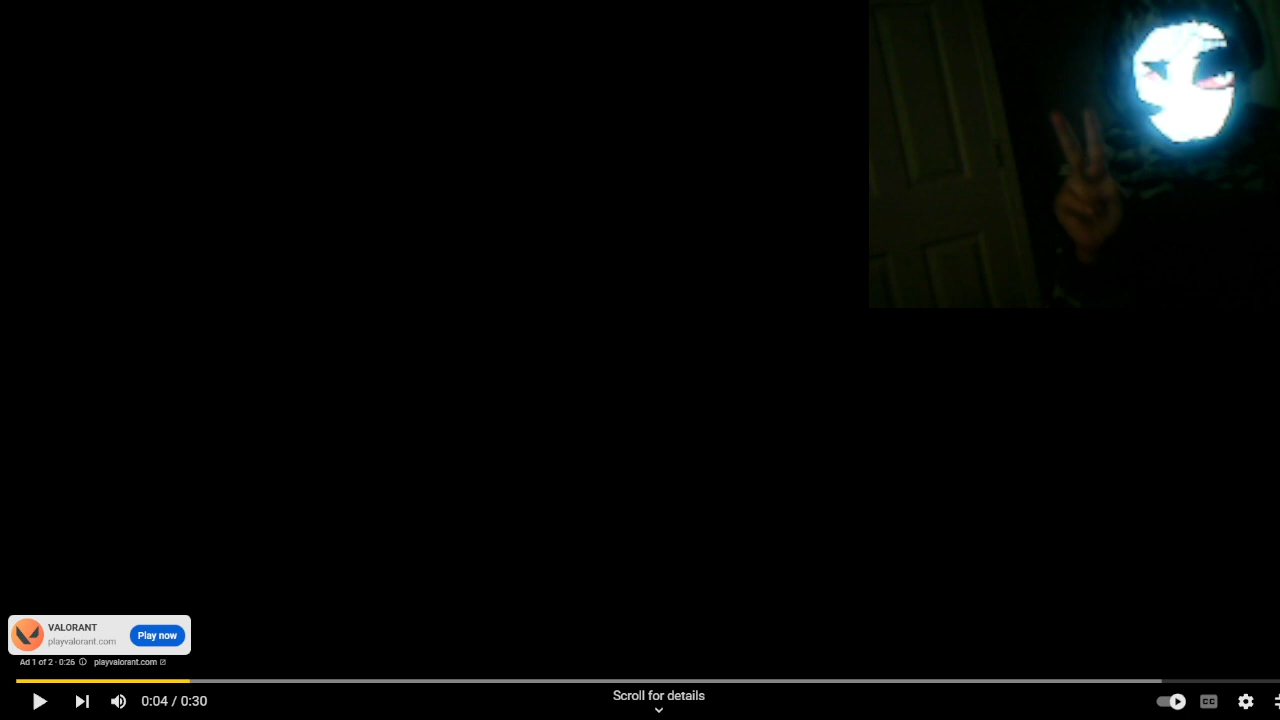 VALORANT
playvalorant.com
Play now
Ad 1 of 2 · 0:26
playvalorant.com
0:04 / 0:30
Scroll for details
CC